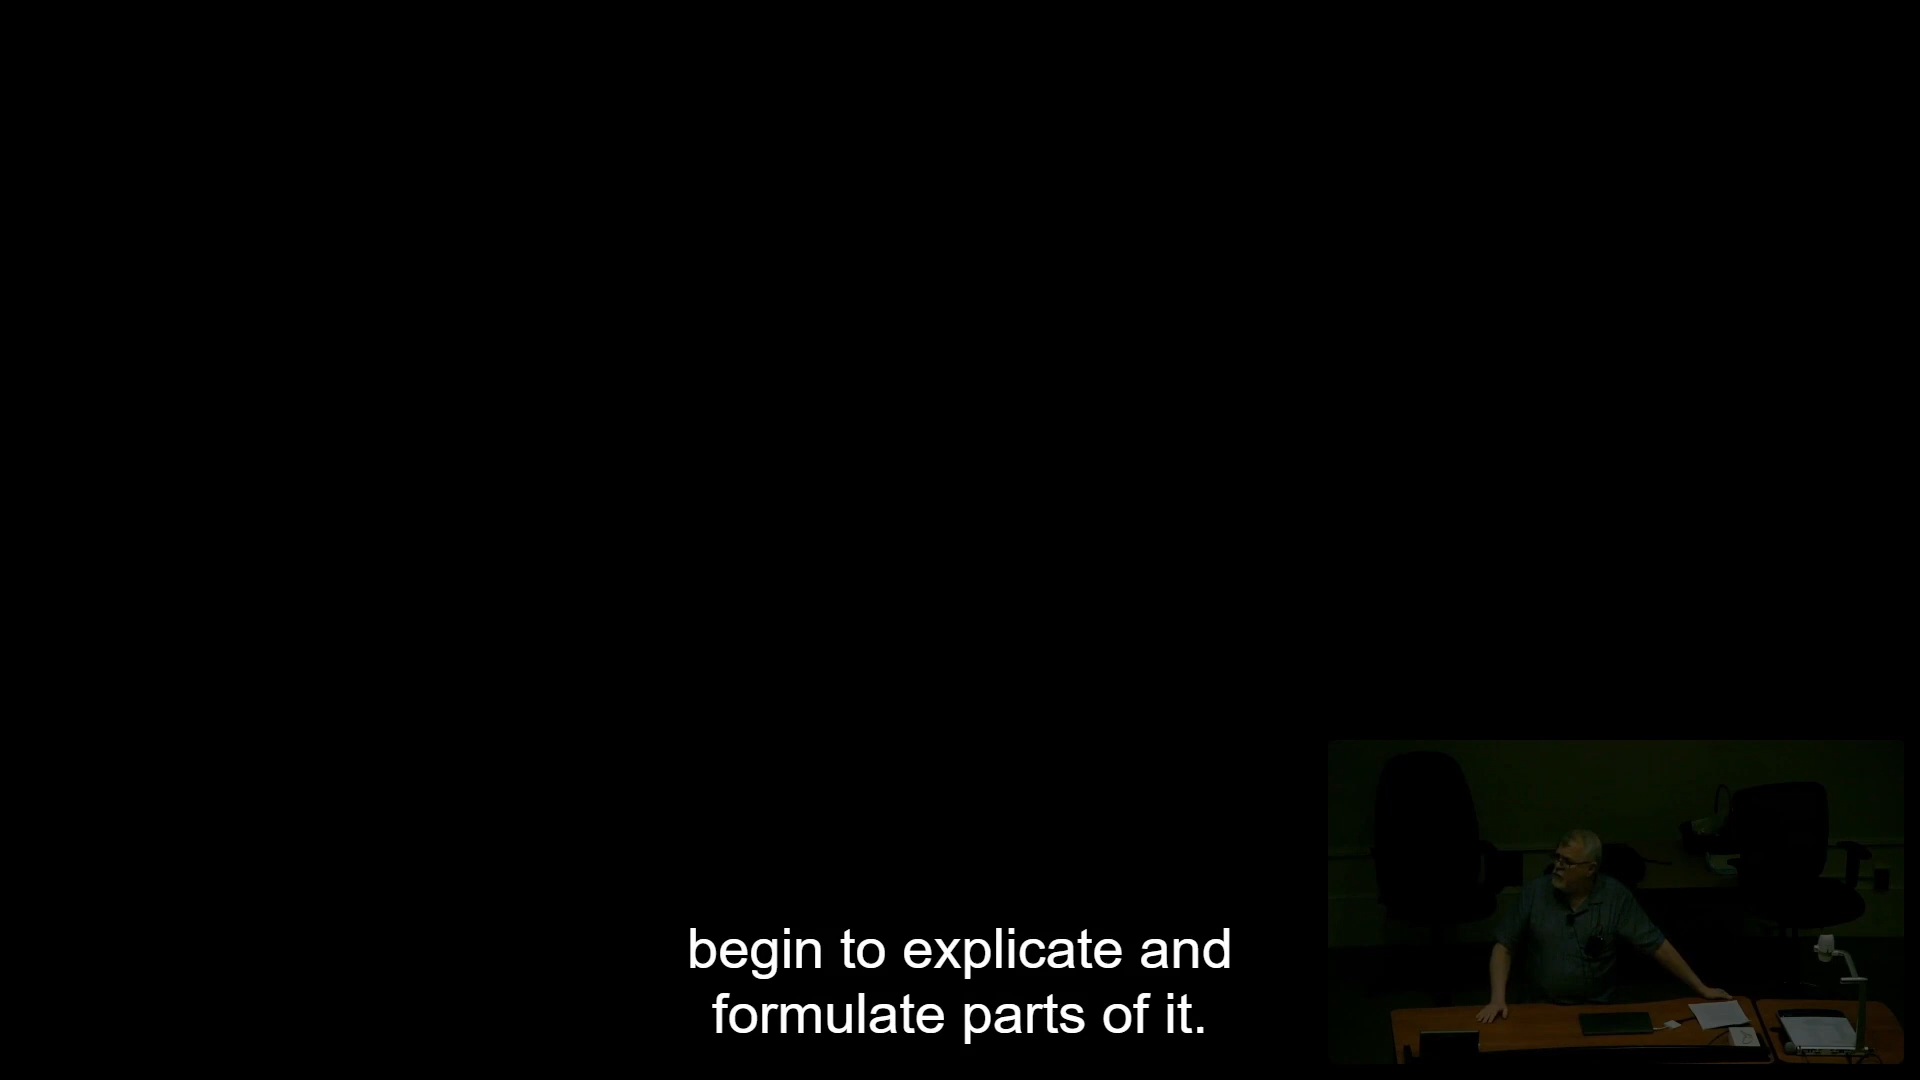 begin to explicate and
formulate parts of it.